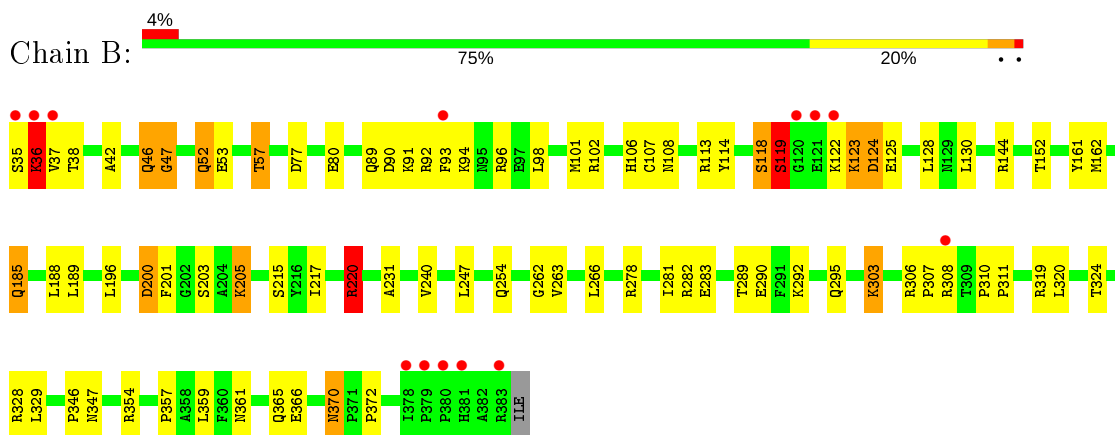 4%
Chain B:
75% 20% • •
S35 K36 V37 T38 A42 Q46 G47 Q52 E53 T57 D77 E80 Q89 D90 K91 R92 F93 K94 N95 R96 E97 L98 M101 R102 H106 C107 N108 R113 Y114 S118 S119 G120 E121 K122 K123 D124 E125 L128 N129 L130 R144 T152 Y161 M162
Q185 L188 L189 L196 D200 F201 G202 S203 A204 K205 S215 Y216 I217 R220 A231 V240 L247 Q254 G262 V263 L266 R278 I281 R282 E283 T289 E290 F291 K292 Q295 K303 R306 P307 R308 T309 P310 P311 R319 L320 T324
R328 L329 P346 N347 R354 P357 A358 L359 F360 N361 Q365 E366 N370 P371 P372 I378 P379 P380 H381 A382 R383 ILE